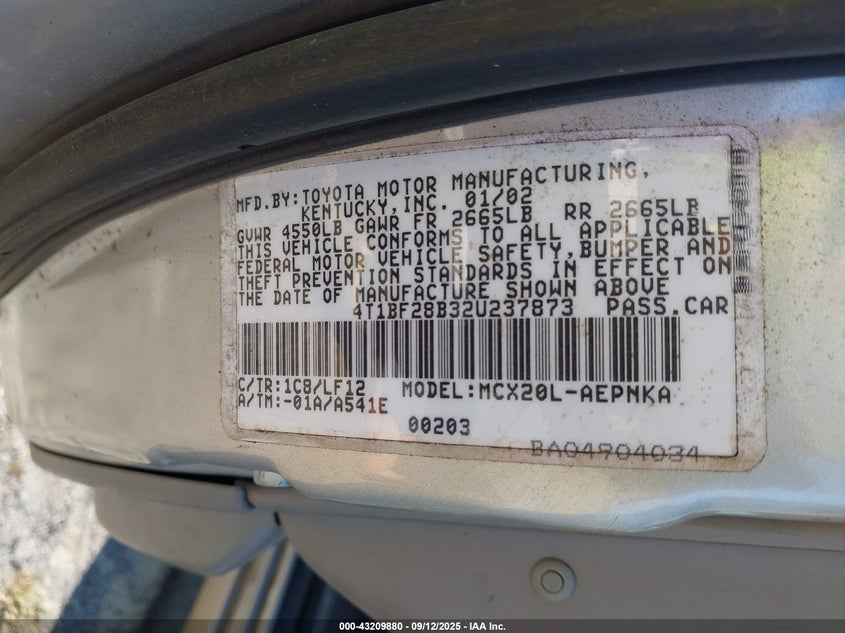 MFD.BY:TOYOTA MOTOR MANUFACTURING,
KENTUCKY,INC. 01/02
GVWR 4550LB GAWR FR 2665LB RR 2665LB
THIS VEHICLE CONFORMS TO ALL APPLICABLE
FEDERAL MOTOR VEHICLE SAFETY,BUMPER AND
THEFT PREVENTION STANDARDS IN EFFECT ON
THE DATE OF MANUFACTURE SHOWN ABOVE
4T1BF28B32U237873 PASS.CAR
C/TR:1C8/LF12 MODEL:MCX20L-AEPNKA
A/TM:-01A/A541E
00203
BA04904034
000-43209880 - 09/12/2025 - IAA Inc.